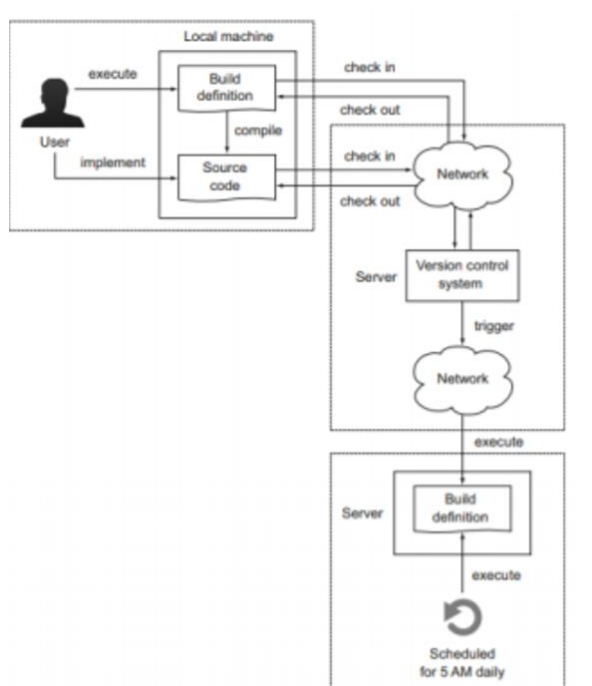 Local machine
execute
Build
definition
User
compile
implement
Source
code
check in
check out
check in
check out
Network
Server
Version control
system
trigger
Network
execute
Server
Build
definition
execute
Scheduled
for 5 AM daily